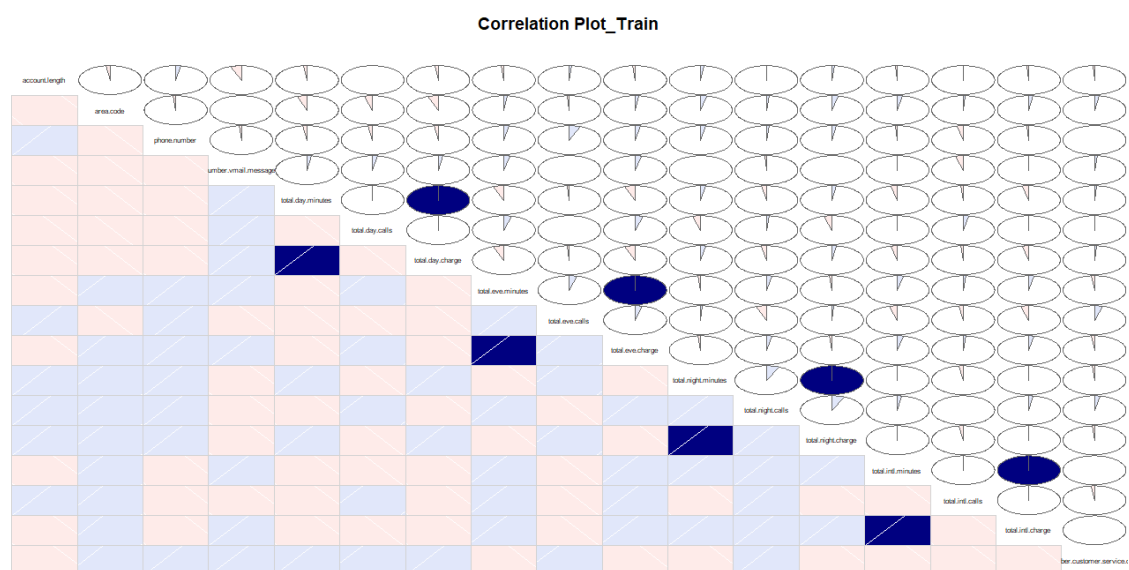 Correlation Plot_Train
account.length
area.code
phone.number
umber.vmail.message
total.day.minutes
total.day.calls
total.day.charge
total.eve.minutes
total.eve.calls
total.eve.charge
total.night.minutes
total.night.calls
total.night.charge
total.intl.minutes
total.intl.calls
total.intl.charge
ber.customer.service.c